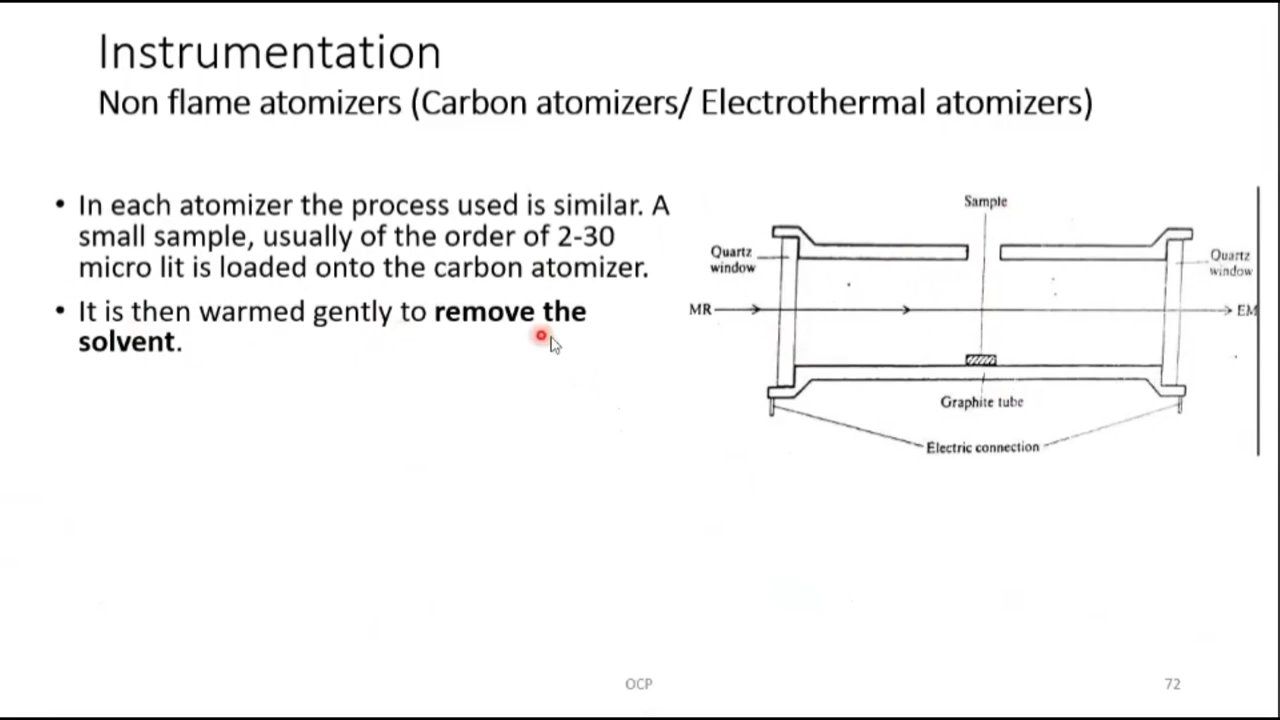 Instrumentation
Non flame atomizers (Carbon atomizers/ Electrothermal atomizers)
• In each atomizer the process used is similar. A
small sample, usually of the order of 2-30
micro lit is loaded onto the carbon atomizer.
• It is then warmed gently to remove the
solvent.
Sample
Quartz
window
Quartz
window
MR
EM
Graphite tube
Electric connection
OCP
72